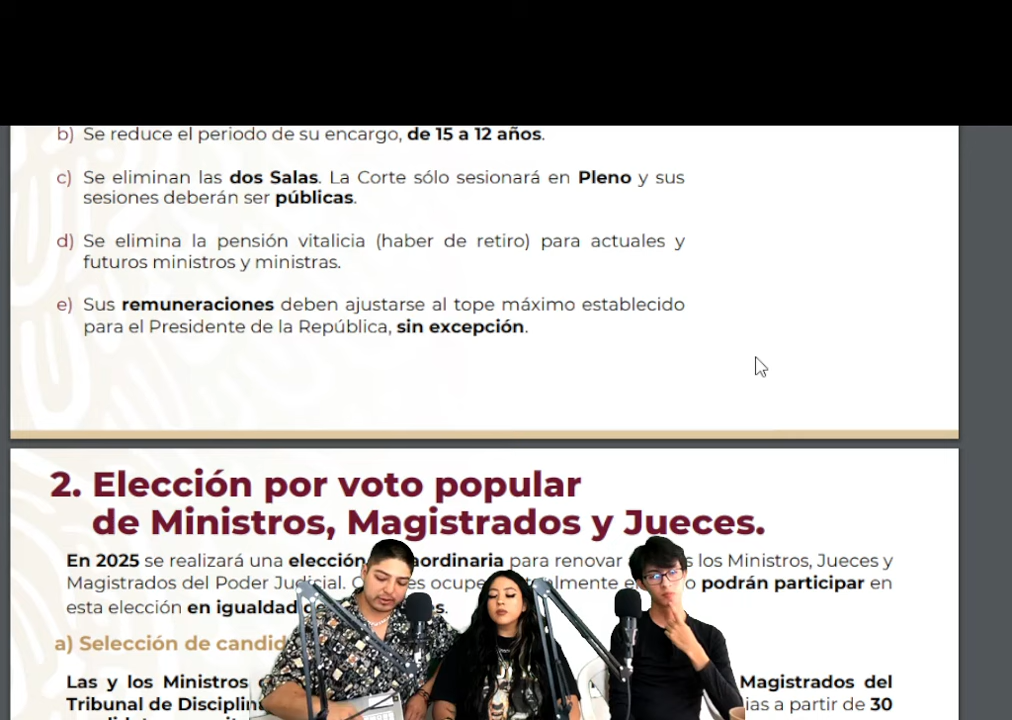 b) Se reduce el periodo de su encargo, de 15 a 12 años.
c) Se eliminan las dos Salas. La Corte sólo sesionará en Pleno y sus
sesiones deberán ser públicas.
d) Se elimina la pensión vitalicia (haber de retiro) para actuales y
futuros ministros y ministras.
e) Sus remuneraciones deben ajustarse al tope máximo establecido
para el Presidente de la República, sin excepción.
2. Elección por voto popular
de Ministros, Magistrados y Jueces.
En 2025 se realizará una elección para renovar los Ministros, Jueces y
Magistrados del Poder Judicial. podrán participar en
esta elección en igualdad
a) Selección de
Las y los Ministros Magistrados del
Tribunal de a partir de 30